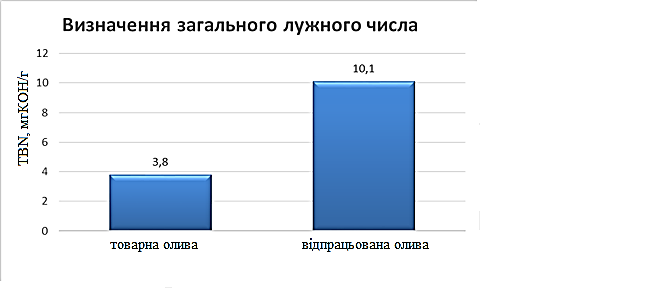 Визначення загального лужного числа
TBN, мгКОН/г
12
10
8
6
4
2
0
3,8
10,1
товарна олива
відпрацьована олива